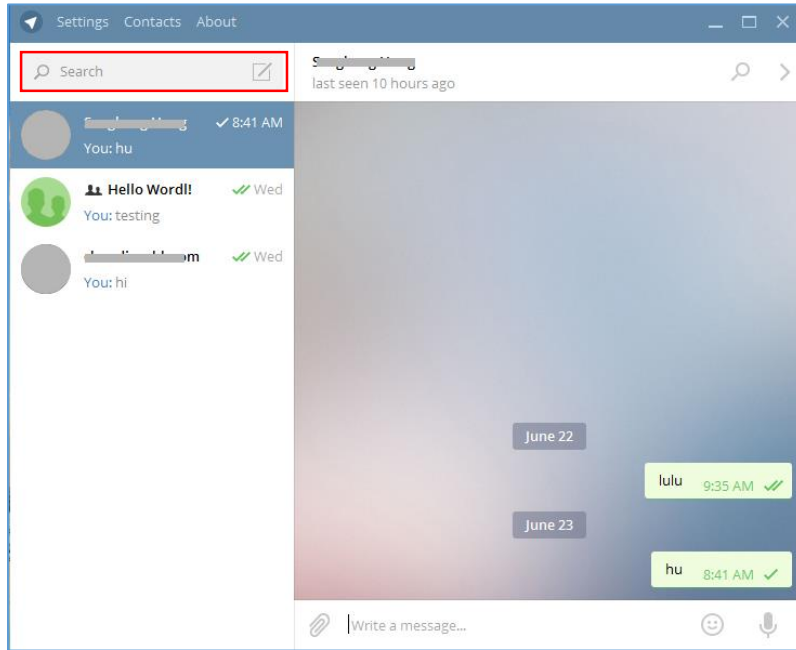 Settings Contacts About
Search
last seen 10 hours ago
8:41 AM
You: hu
Hello Wordl!
Wed
You: testing
Wed
You: hi
June 22
lulu 9:35 AM
June 23
hu 8:41 AM
Write a message...